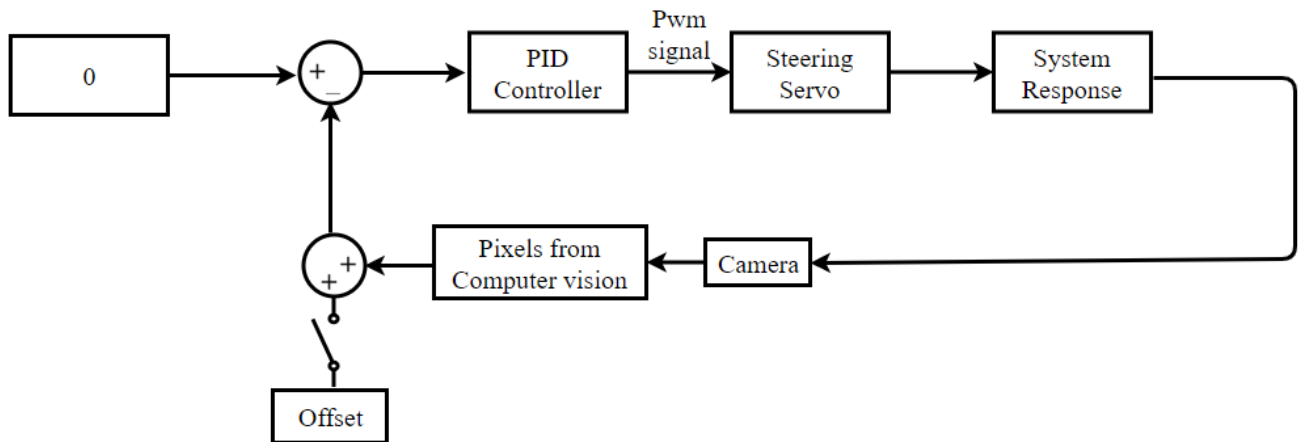 0
+
−
PID
Controller
Pwm
signal
Steering
Servo
System
Response
Pixels from
Computer vision
Camera
+
+
Offset